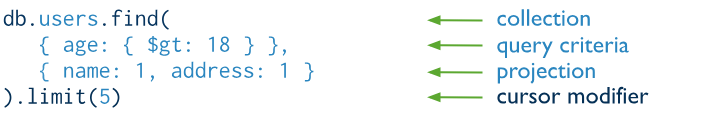 db.users.find( collection
{ age: { $gt: 18 } }, query criteria
{ name: 1, address: 1 } projection
).limit(5) cursor modifier